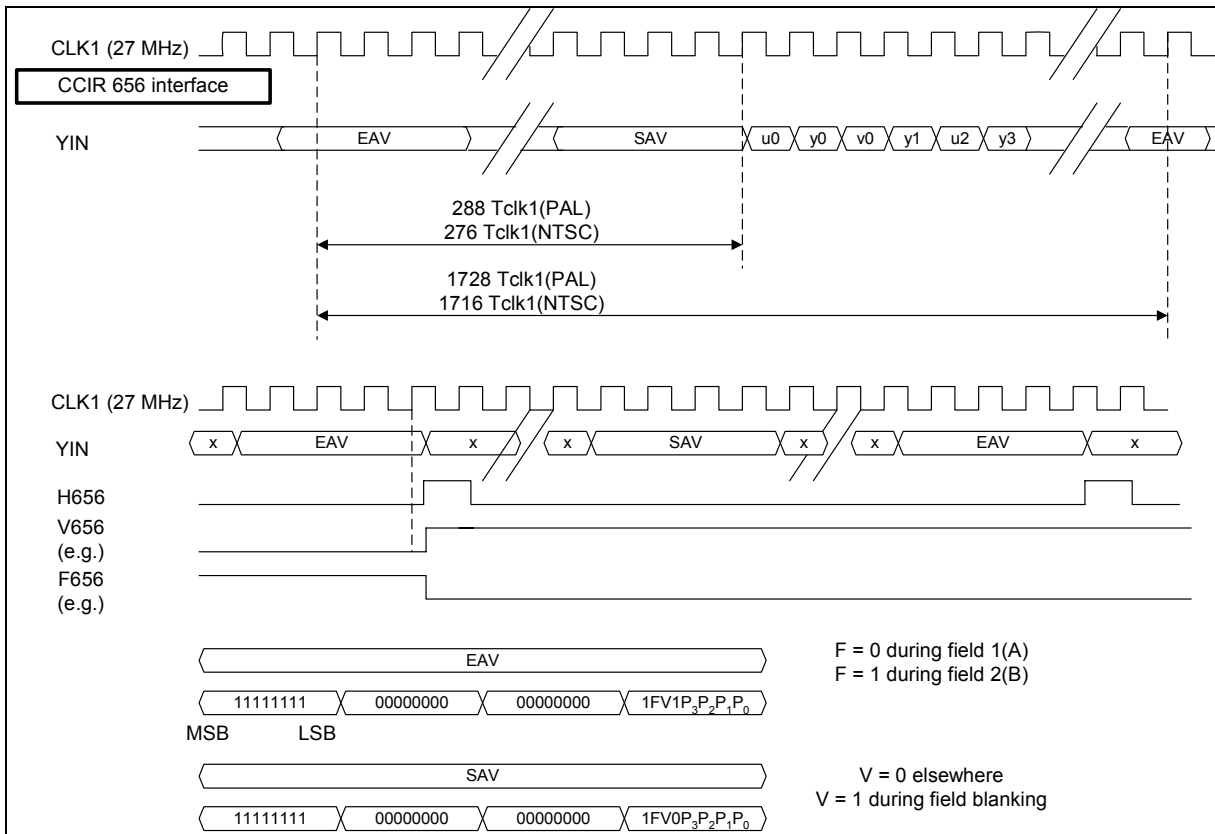 CLK1 (27 MHz)
CCIR 656 interface
YIN EAV SAV u0 y0 v0 y1 u2 y3 EAV
288 Tclk1(PAL)
276 Tclk1(NTSC)
1728 Tclk1(PAL)
1716 Tclk1(NTSC)
CLK1 (27 MHz)
YIN x EAV x x SAV x x EAV x
H656
V656
(e.g.)
F656
(e.g.)
EAV
11111111 00000000 00000000 1FV1P₃P₂P₁P₀
MSB LSB
F = 0 during field 1(A)
F = 1 during field 2(B)
SAV
11111111 00000000 00000000 1FV0P₃P₂P₁P₀
V = 0 elsewhere
V = 1 during field blanking